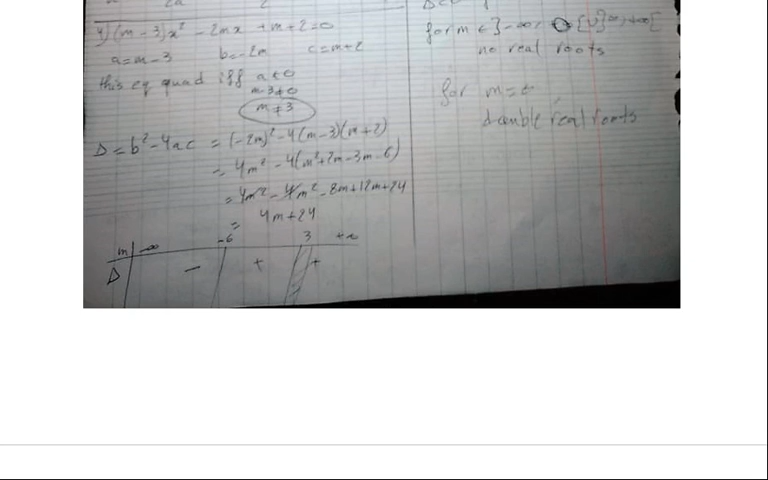 4) (m - 3)x² - 2mx + m + 2 = 0
a = m - 3 b = -2m c = m + 2
this eq quad iff a ≠ 0
m - 3 ≠ 0
m ≠ 3
Δ = b² - 4ac = (-2m)² - 4(m - 3)(m + 2)
= 4m² - 4(m² + 2m - 3m - 6)
= 4m² - 4m² - 8m + 12m + 24
= 4m + 24
m -∞ -6 3 +∞
Δ - + +
for m ∈ ]-∞,
no real roots
for m =
double real roots